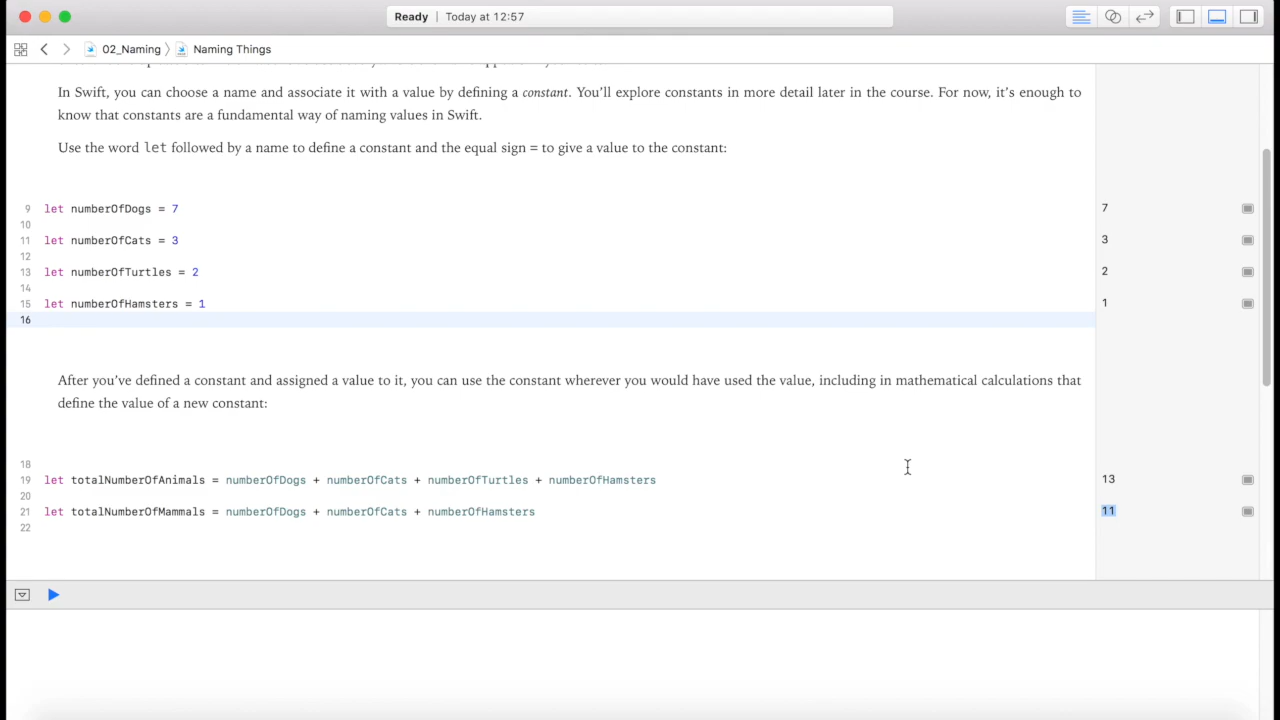 Ready | Today at 12:57
02_Naming Naming Things
In Swift, you can choose a name and associate it with a value by defining a constant. You’ll explore constants in more detail later in the course. For now, it’s enough to
know that constants are a fundamental way of naming values in Swift.
Use the word let followed by a name to define a constant and the equal sign = to give a value to the constant:
9 let numberOfDogs = 7 7
10
11 let numberOfCats = 3 3
12
13 let numberOfTurtles = 2 2
14
15 let numberOfHamsters = 1 1
16
After you’ve defined a constant and assigned a value to it, you can use the constant wherever you would have used the value, including in mathematical calculations that
define the value of a new constant:
18
19 let totalNumberOfAnimals = numberOfDogs + numberOfCats + numberOfTurtles + numberOfHamsters 13
20
21 let totalNumberOfMammals = numberOfDogs + numberOfCats + numberOfHamsters 11
22